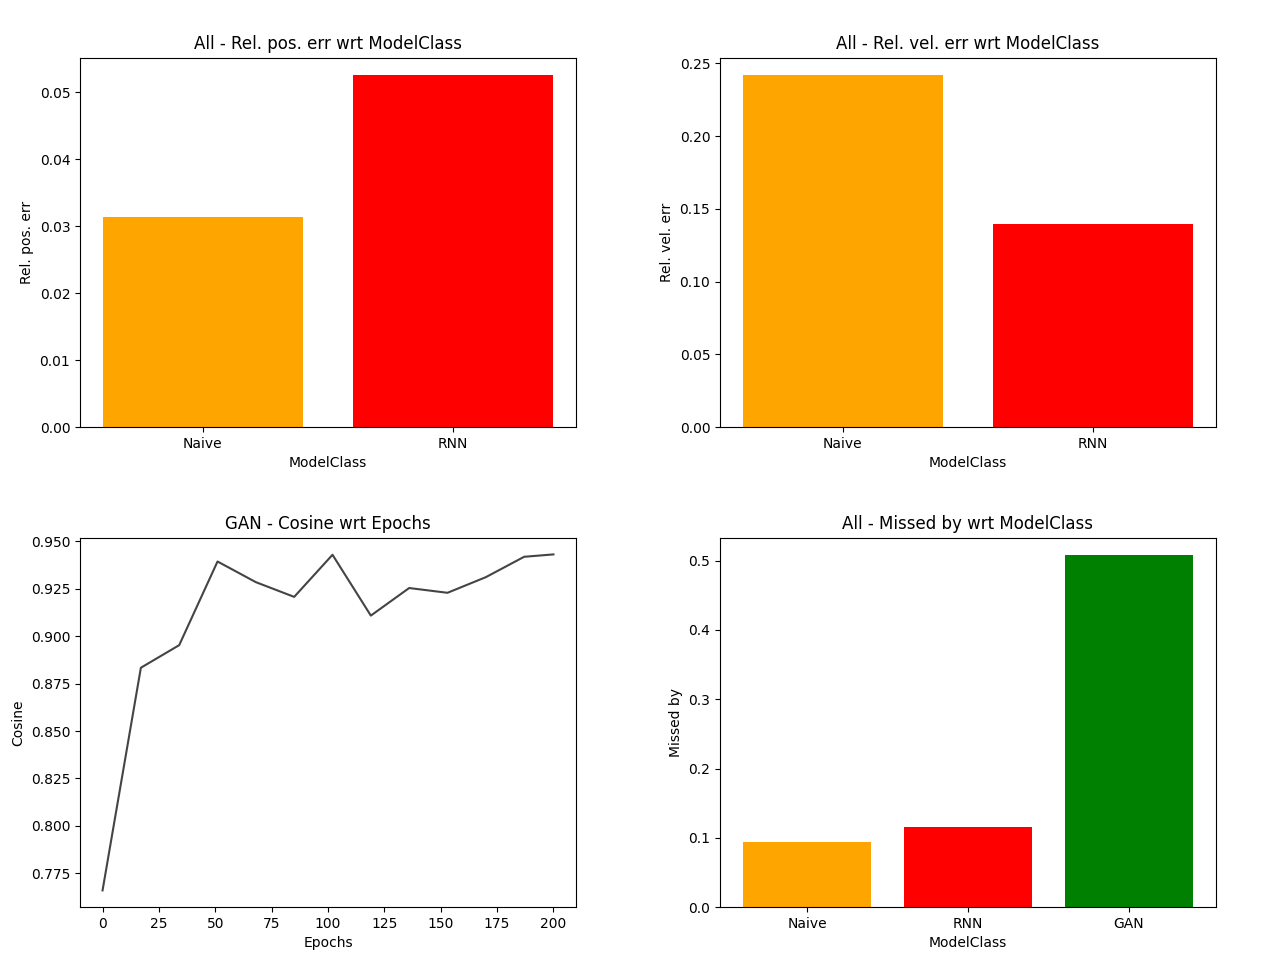 All - Rel. pos. err wrt ModelClass
Rel. pos. err
0.05
0.04
0.03
0.02
0.01
0.00
Naive RNN
ModelClass
All - Rel. vel. err wrt ModelClass
Rel. vel. err
0.25
0.20
0.15
0.10
0.05
0.00
Naive RNN
ModelClass
GAN - Cosine wrt Epochs
Cosine
0.950
0.925
0.900
0.875
0.850
0.825
0.800
0.775
0 25 50 75 100 125 150 175 200
Epochs
All - Missed by wrt ModelClass
Missed by
0.5
0.4
0.3
0.2
0.1
0.0
Naive RNN GAN
ModelClass